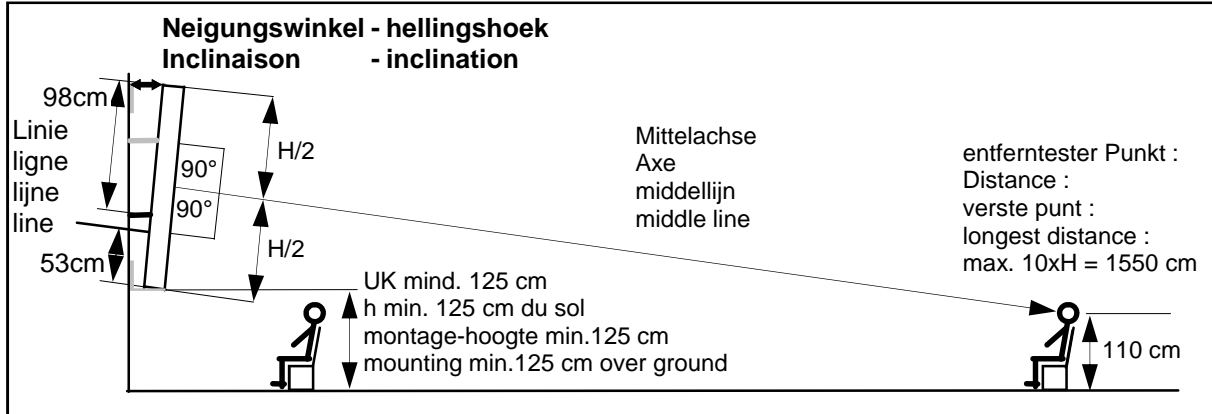 Neigungswinkel - hellingshoek
Inclinaison - inclination
98cm
Linie
ligne
lijne
line
53cm
H/2
90°
90°
H/2
Mittelachse
Axe
middellijn
middle line
entferntester Punkt :
Distance :
verste punt :
longest distance :
max. 10xH = 1550 cm
UK mind. 125 cm
h min. 125 cm du sol
montage-hoogte min.125 cm
mounting min.125 cm over ground
110 cm